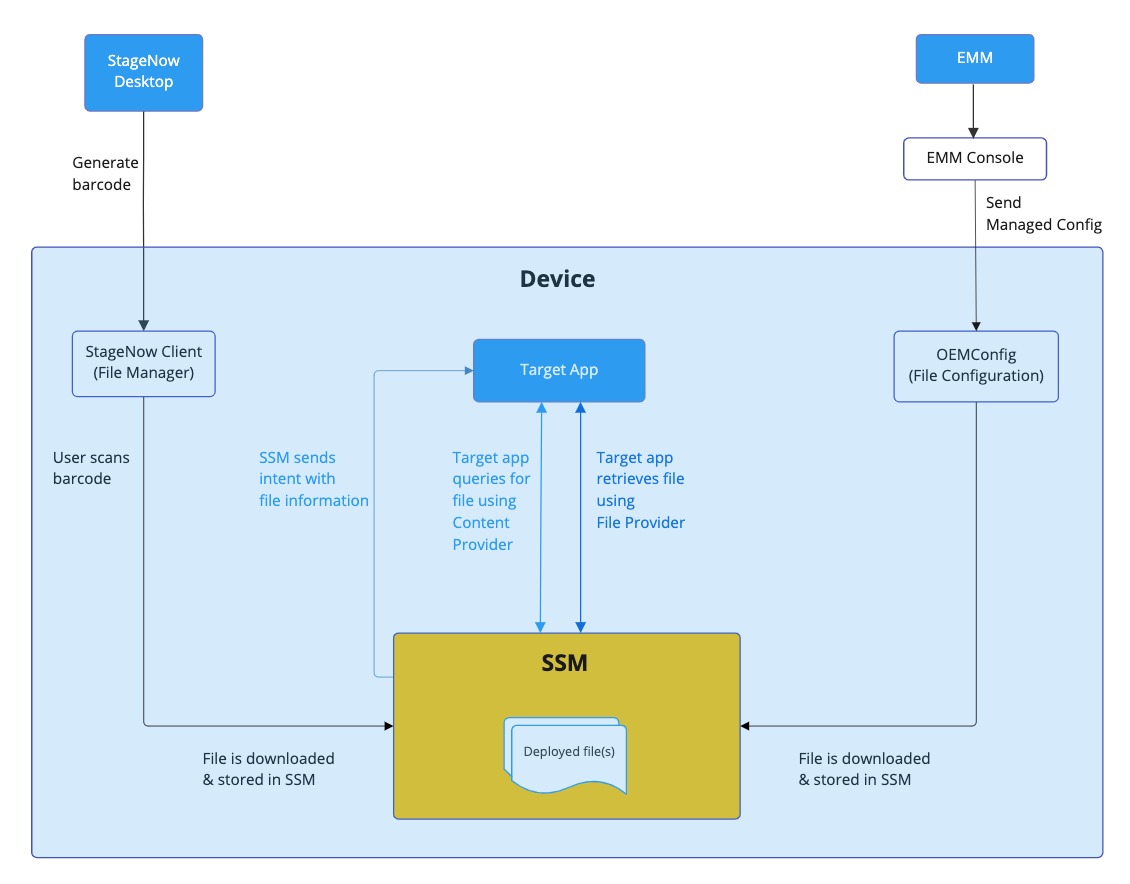 StageNow
Desktop
EMM
EMM Console
Generate
barcode
Send
Managed Config
Device
StageNow Client
(File Manager)
Target App
OEMConfig
(File Configuration)
User scans
barcode
SSM sends
intent with
file information
Target app
queries for
file using
Content
Provider
Target app
retrieves file
using
File Provider
SSM
Deployed file(s)
File is downloaded
& stored in SSM
File is downloaded
& stored in SSM